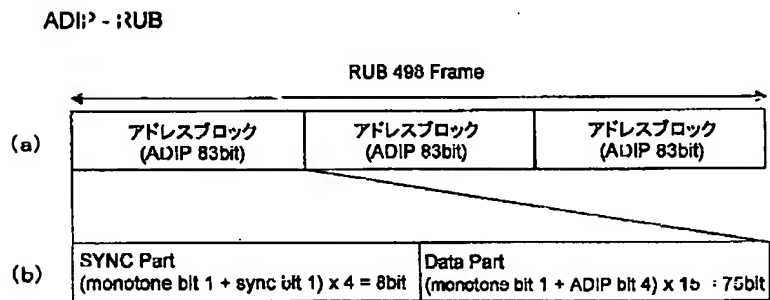 ADIP - RUB
RUB 498 Frame
(a)
アドレスブロック
(ADIP 83bit)
アドレスブロック
(ADIP 83bit)
アドレスブロック
(ADIP 83bit)
(b)
SYNC Part
(monotone bit 1 + sync bit 1) x 4 = 8bit
Data Part
(monotone bit 1 + ADIP bit 4) x 15 = 75bit